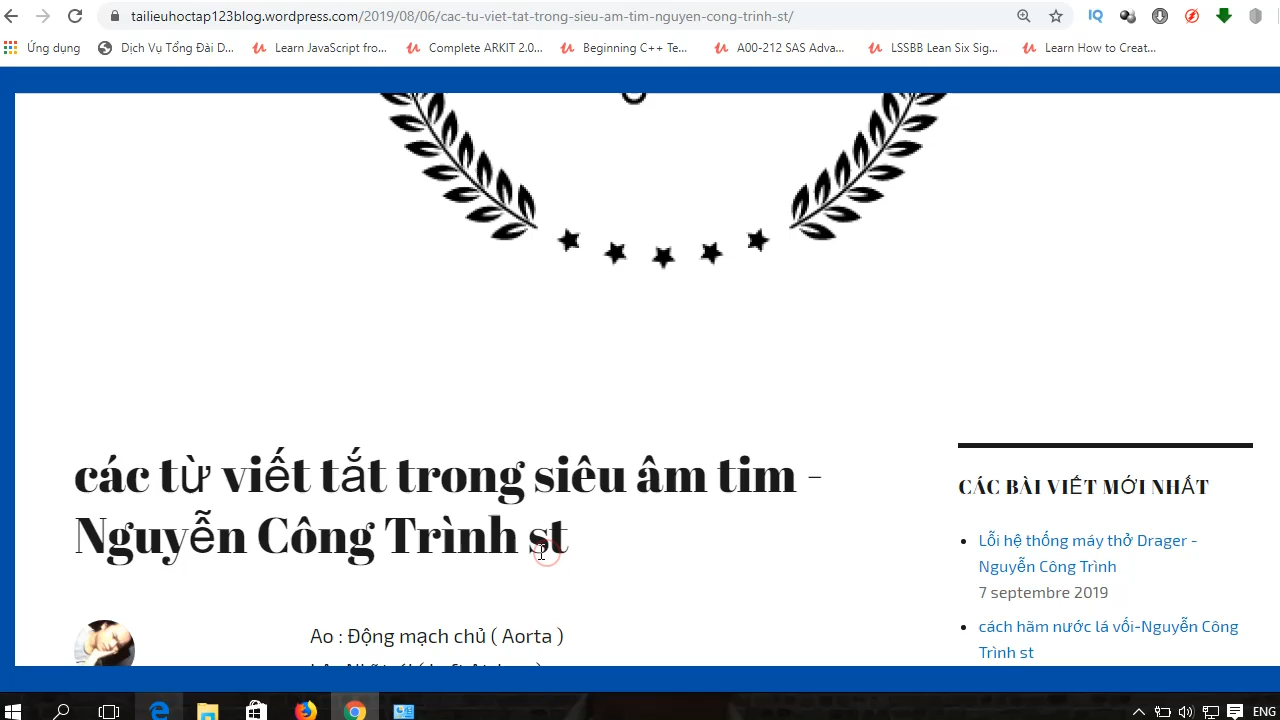 tailieuhoctap123blog.wordpress.com/2019/08/06/cac-tu-viet-tat-trong-sieu-am-tim-nguyen-cong-trinh-st/
IQ
Ứng dụng
Dịch Vụ Tổng Đài D...
Learn JavaScript fro...
Complete ARKIT 2.0...
Beginning C++ Te...
A00-212 SAS Adva...
LSSBB Lean Six Sig...
Learn How to Creat...
các từ viết tắt trong siêu âm tim -
Nguyễn Công Trình st
Ao : Động mạch chủ ( Aorta )
CÁC BÀI VIẾT MỚI NHẤT
Lỗi hệ thống máy thở Drager -
Nguyễn Công Trình
7 septembre 2019
cách hãm nước lá vối-Nguyễn Công
Trình st
ENG